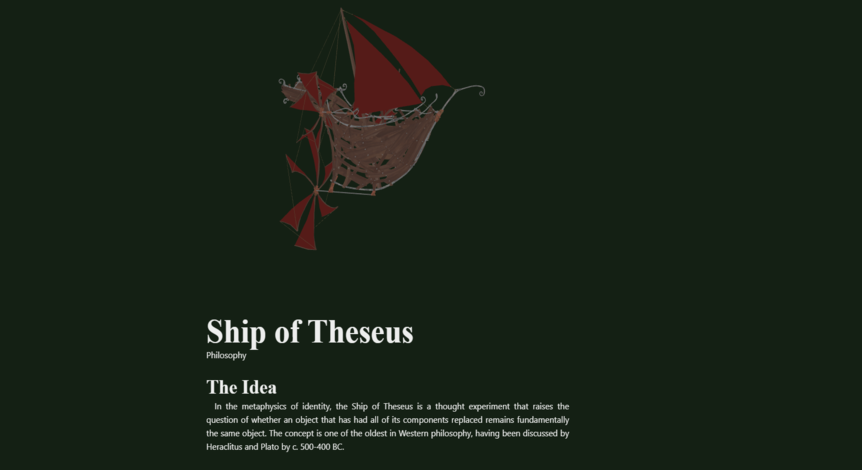 Ship of Theseus
Philosophy
The Idea
In the metaphysics of identity, the Ship of Theseus is a thought experiment that raises the
question of whether an object that has had all of its components replaced remains fundamentally
the same object. The concept is one of the oldest in Western philosophy, having been discussed by
Heraclitus and Plato by c. 500-400 BC.